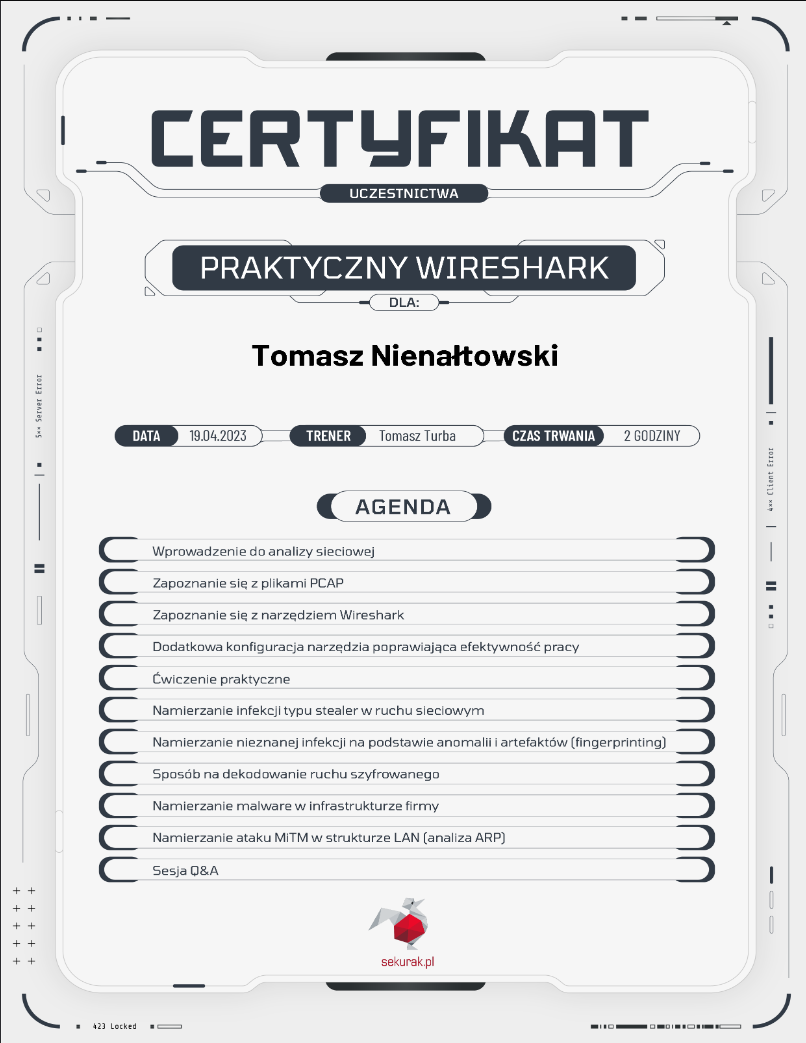 CERTYFIKAT
UCZESTNICTWA
PRAKTYCZNY WIRESHARK
DLA:
Tomasz Nienałtowski
DATA 19.04.2023 TRENER Tomasz Turba CZAS TRWANIA 2 GODZINY
5** Server Error
4** Client Error
AGENDA
Wprowadzenie do analizy sieciowej
Zapoznanie się z plikami PCAP
Zapoznanie się z narzędziem Wireshark
Dodatkowa konfiguracja narzędzia poprawiająca efektywność pracy
Ćwiczenie praktyczne
Namierzanie infekcji typu stealer w ruchu sieciowym
Namierzanie nieznanej infekcji na podstawie anomalii i artefaktów (fingerprinting)
Sposób na dekodowanie ruchu szyfrowanego
Namierzanie malware w infrastrukturze firmy
Namierzanie ataku MiTM w strukturze LAN (analiza ARP)
Sesja Q&A
sekurak.pl
423 Locked